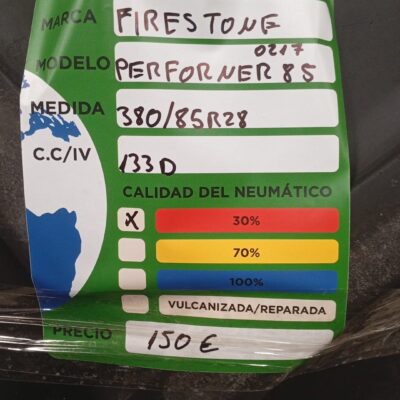 MARCA FIRESTONE
0217
MODELO PERFORNER 85
MEDIDA 380/85R28
C.C/IV 133D
CALIDAD DEL NEUMÁTICO
X 30%
70%
100%
VULCANIZADA/REPARADA
PRECIO 150 €